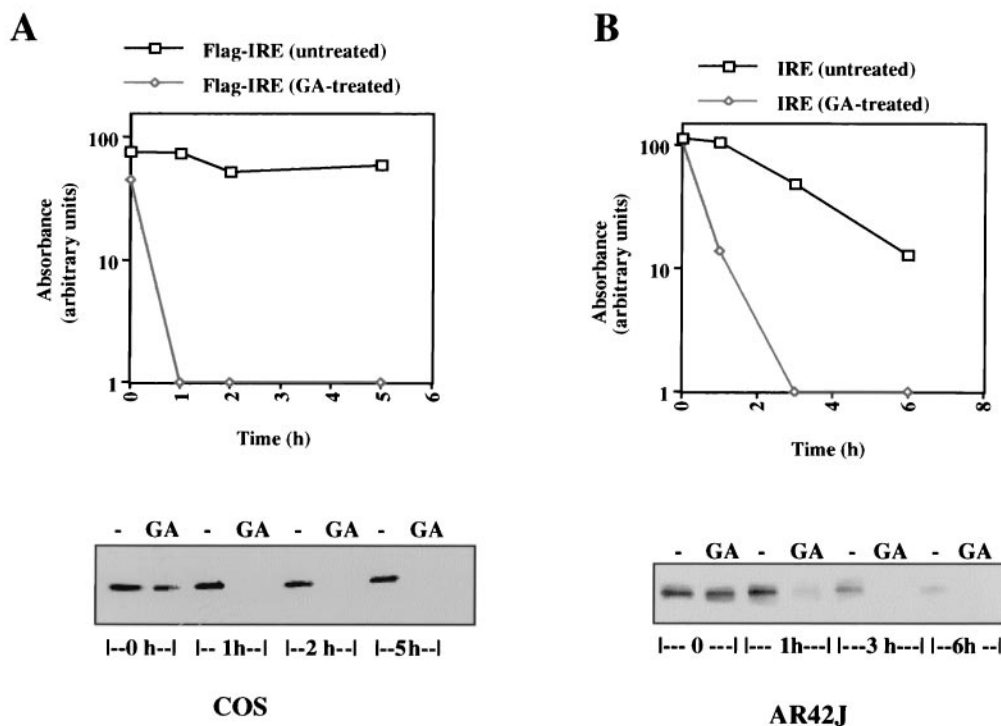 A
Flag-IRE (untreated)
Flag-IRE (GA-treated)
100
10
1
Absorbance
(arbitrary units)
0 1 2 3 4 5 6
Time (h)
- GA - GA - GA - GA
|--0 h--| |-- 1h--| |--2 h--| |--5h--|
COS
B
IRE (untreated)
IRE (GA-treated)
100
10
1
Absorbance
(arbitrary units)
0 2 4 6 8
Time (h)
- GA - GA - GA - GA
|--- 0 ---| |--- 1h---| |---3 h---| |--6h --|
AR42J